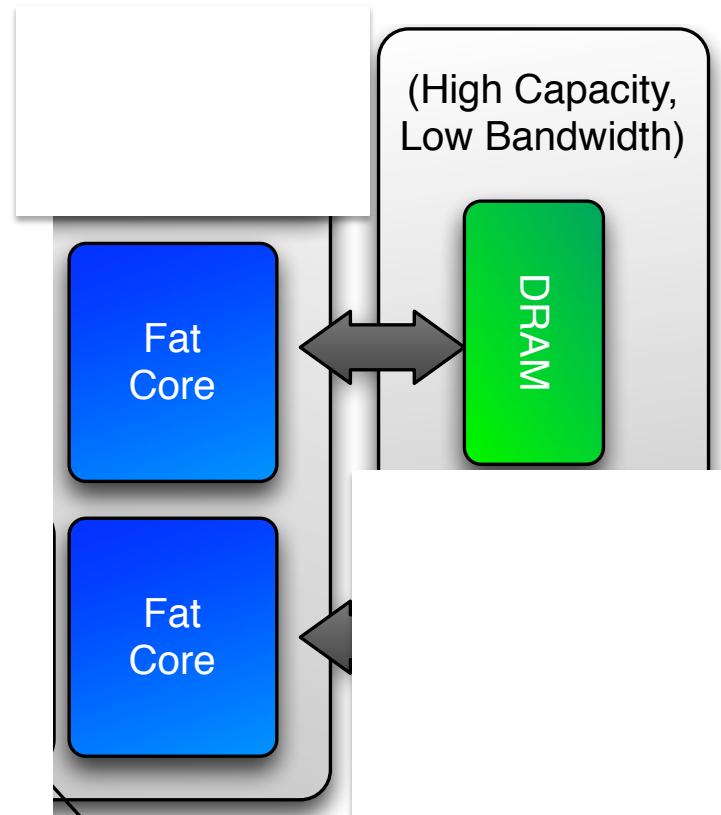 (High Capacity,
Low Bandwidth)
Fat
Core
DRAM
Fat
Core